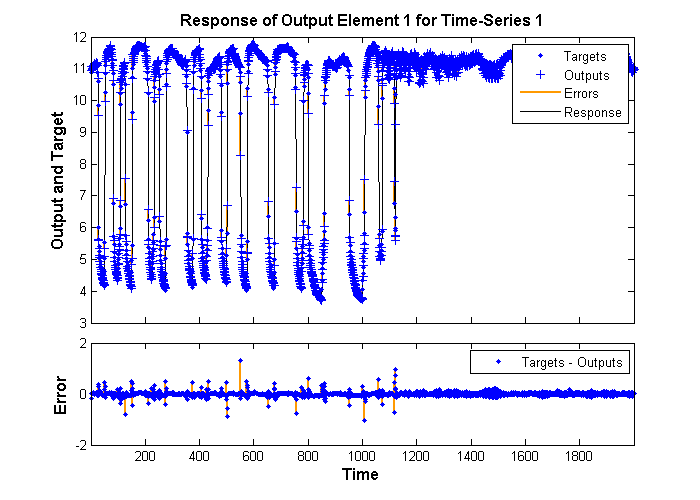 Response of Output Element 1 for Time-Series 1
12
11
10
9
8
7
6
5
4
3
Output and Target
Targets
Outputs
Errors
Response
2
0
-2
Error
Targets - Outputs
200 400 600 800 1000 1200 1400 1600 1800
Time